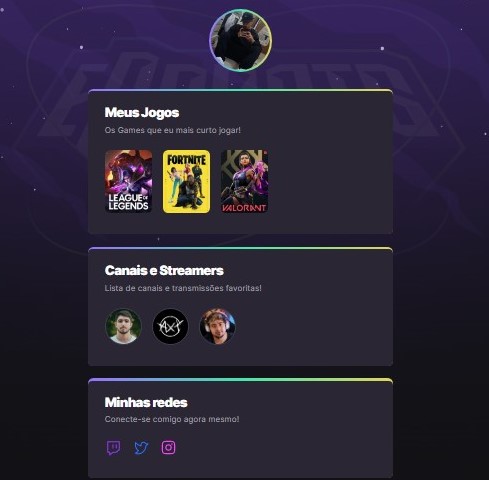 Meus Jogos
Os Games que eu mais curto jogar!
LEAGUE OF
LEGENDS
FORTNITE
VALORANT
Canais e Streamers
Lista de canais e transmissões favoritas!
Minhas redes
Conecte-se comigo agora mesmo!